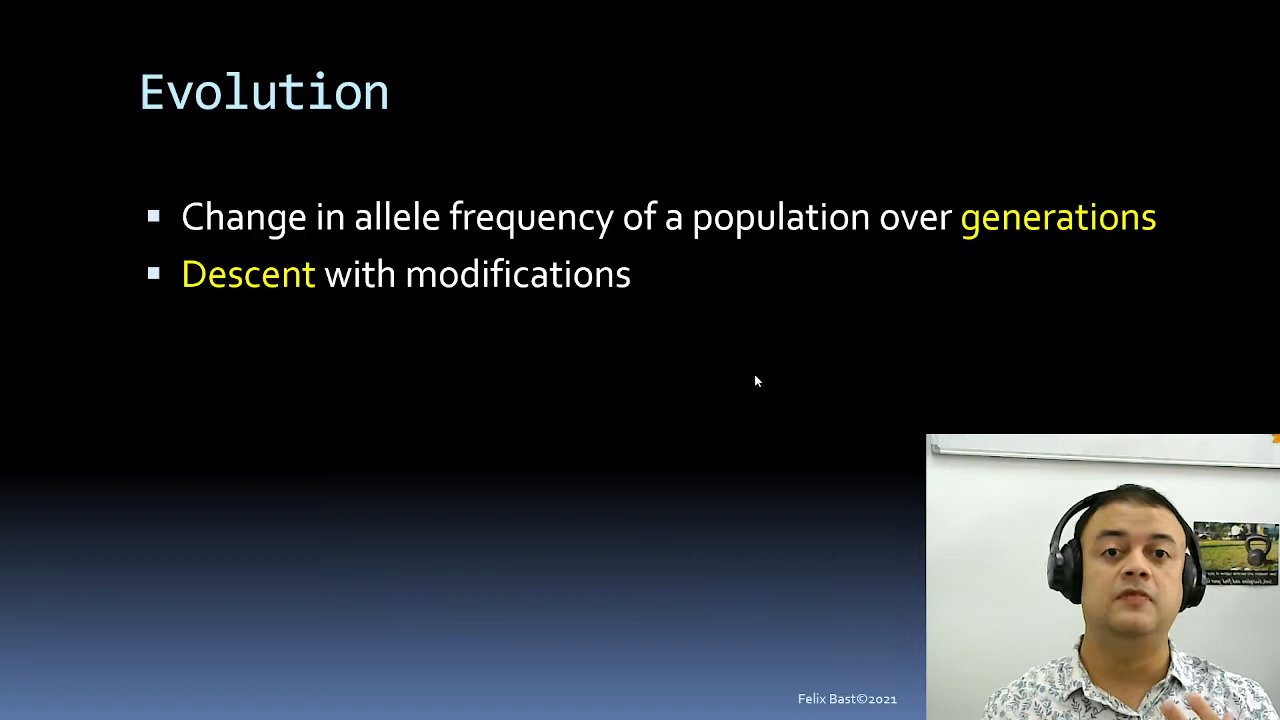 Evolution
▪ Change in allele frequency of a population over generations
▪ Descent with modifications
Felix Bast©2021